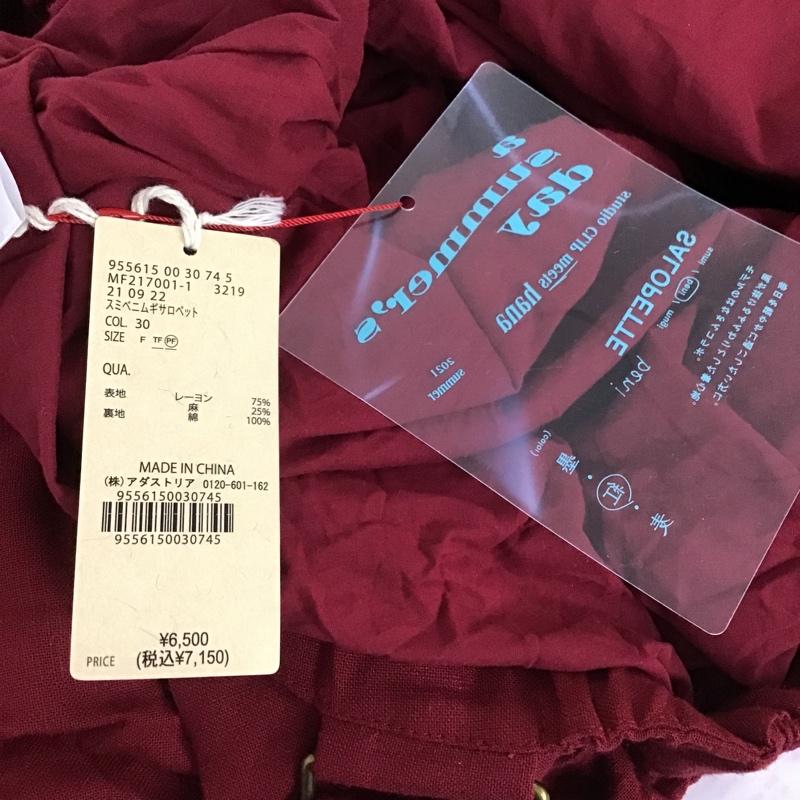 955615 00 30 74 5
MF217001-1 3219
21 09 22
スミベニムギサロペット
COL. 30
SIZE F TF PF
QUA.
表地 レーヨン 75%
麻 25%
裏地 綿 100%
MADE IN CHINA
(株)アダストリア 0120-601-162
9556150030745
9556150030745
¥6,500
PRICE (税込¥7,150)
a
summer's
day
studio CLIP meets hana
2021
summer
SALOPETTE
sumi / beni / mugi
beni
(color)
墨・紅・麦